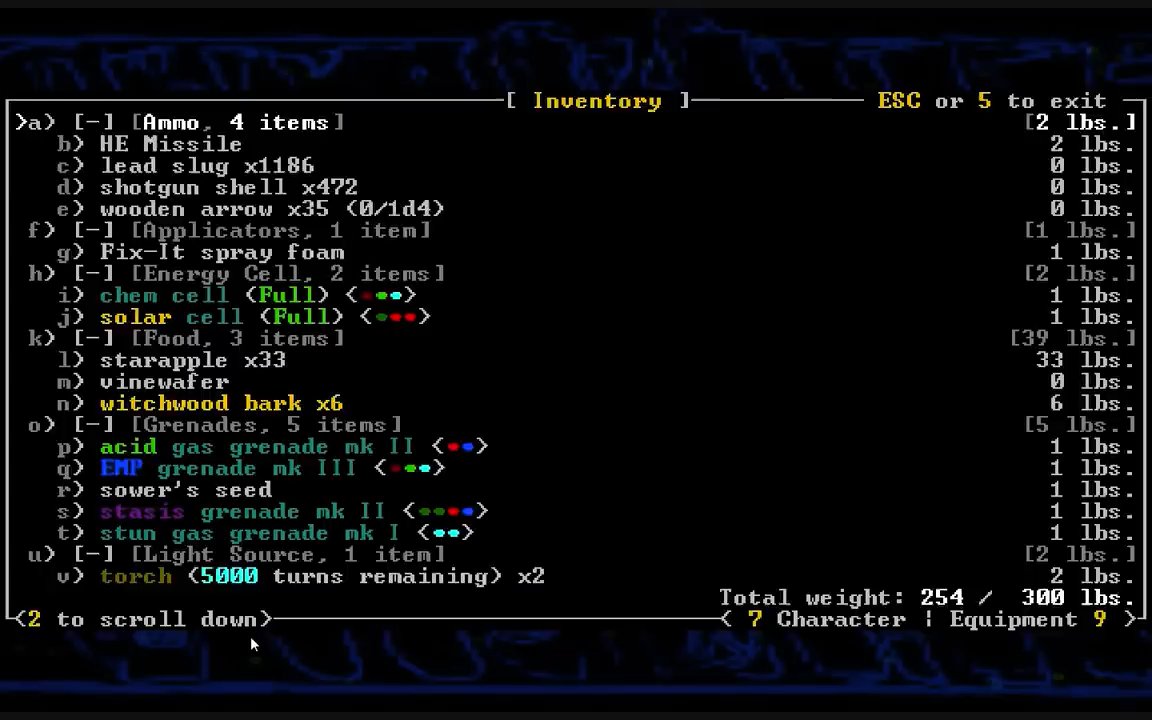 [ Inventory ] ESC or 5 to exit
>a) [-] [Ammo, 4 items] [2 lbs.]
b) HE Missile 2 lbs.
c) lead slug x1186 0 lbs.
d) shotgun shell x472 0 lbs.
e) wooden arrow x35 (0/1d4) 0 lbs.
f) [-] [Applicators, 1 item] [1 lbs.]
g) Fix-It spray foam 1 lbs.
h) [-] [Energy Cell, 2 items] [2 lbs.]
i) chem cell (Full) <•••> 1 lbs.
j) solar cell (Full) <•••> 1 lbs.
k) [-] [Food, 3 items] [39 lbs.]
l) starapple x33 33 lbs.
m) vinewafer 0 lbs.
n) witchwood bark x6 6 lbs.
o) [-] [Grenades, 5 items] [5 lbs.]
p) acid gas grenade mk II <••> 1 lbs.
q) EMP grenade mk III <•••> 1 lbs.
r) sower's seed 1 lbs.
s) stasis grenade mk II <••••> 1 lbs.
t) stun gas grenade mk I <••> 1 lbs.
u) [-] [Light Source, 1 item] [2 lbs.]
v) torch (5000 turns remaining) x2 2 lbs.
Total weight: 254 / 300 lbs.
<2 to scroll down> < 7 Character | Equipment 9 >